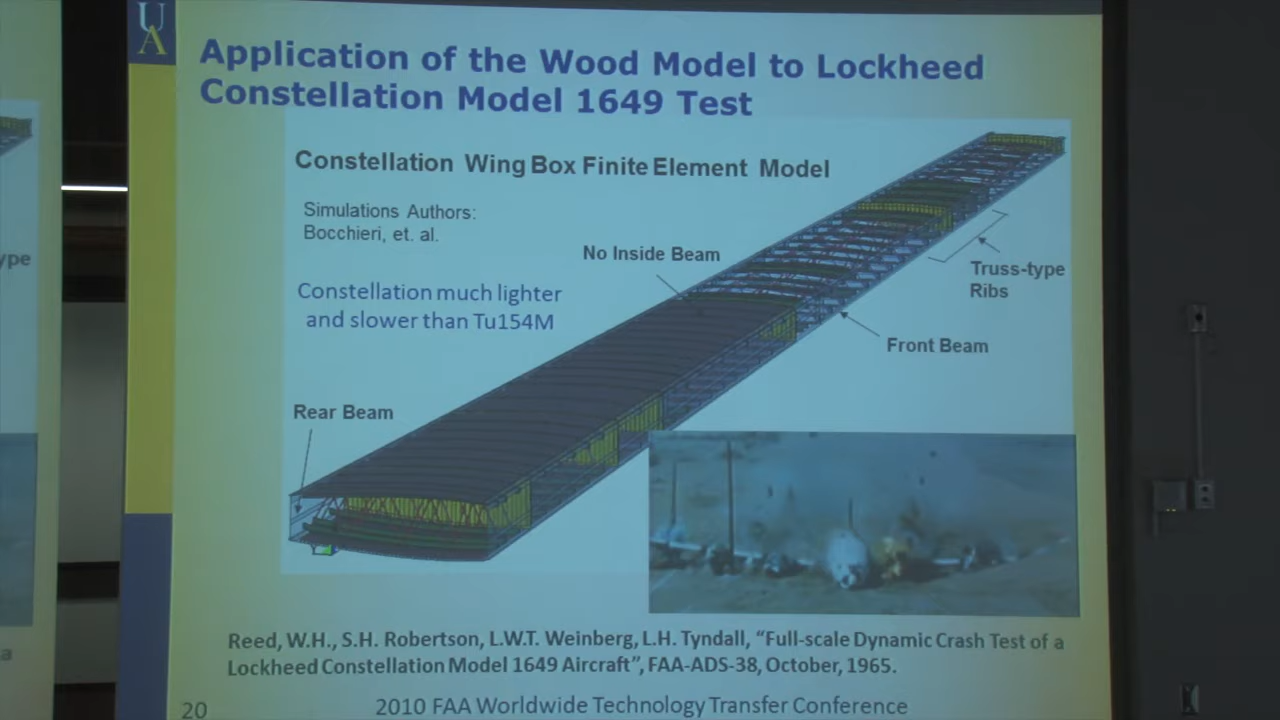 UA
Application of the Wood Model to Lockheed
Constellation Model 1649 Test
Constellation Wing Box Finite Element Model
Simulations Authors:
Bocchieri, et. al.
No Inside Beam
Truss-type
Ribs
Constellation much lighter
and slower than Tu154M
Front Beam
Rear Beam
Reed, W.H., S.H. Robertson, L.W.T. Weinberg, L.H. Tyndall, “Full-scale Dynamic Crash Test of a
Lockheed Constellation Model 1649 Aircraft”, FAA-ADS-38, October, 1965.
20
2010 FAA Worldwide Technology Transfer Conference